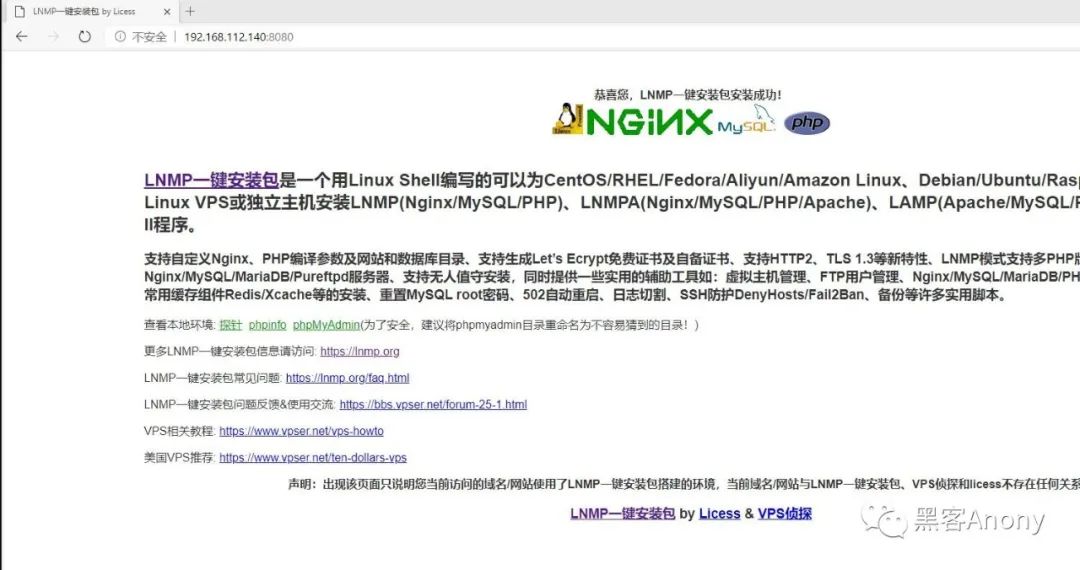 LNMP一键安装包 by Licess
不安全 | 192.168.112.140:8080
恭喜您，LNMP一键安装包安装成功！
NGiNX MySQL php
LNMP一键安装包是一个用Linux Shell编写的可以为CentOS/RHEL/Fedora/Aliyun/Amazon Linux、Debian/Ubuntu/Rasp
Linux VPS或独立主机安装LNMP(Nginx/MySQL/PHP)、LNMPA(Nginx/MySQL/PHP/Apache)、LAMP(Apache/MySQL/P
ll程序。
支持自定义Nginx、PHP编译参数及网站和数据库目录、支持生成Let's Ecrypt免费证书及自备证书、支持HTTP2、TLS 1.3等新特性、LNMP模式支持多PHP版
Nginx/MySQL/MariaDB/Pureftpd服务器、支持无人值守安装，同时提供一些实用的辅助工具如：虚拟主机管理、FTP用户管理、Nginx/MySQL/MariaDB/PH
常用缓存组件Redis/Xcache等的安装、重置MySQL root密码、502自动重启、日志切割、SSH防护DenyHosts/Fail2Ban、备份等许多实用脚本。
查看本地环境: 探针 phpinfo phpMyAdmin(为了安全，建议将phpmyadmin目录重命名为不容易猜到的目录！)
更多LNMP一键安装包信息请访问: https://lnmp.org
LNMP一键安装包常见问题: https://lnmp.org/faq.html
LNMP一键安装包问题反馈&使用交流: https://bbs.vpser.net/forum-25-1.html
VPS相关教程: https://www.vpser.net/vps-howto
美国VPS推荐: https://www.vpser.net/ten-dollars-vps
声明：出现该页面只说明您当前访问的域名/网站使用了LNMP一键安装包搭建的环境，当前域名/网站与LNMP一键安装包、VPS侦探和licess不存在任何关系
LNMP一键安装包 by Licess & VPS侦探
黑客Anony